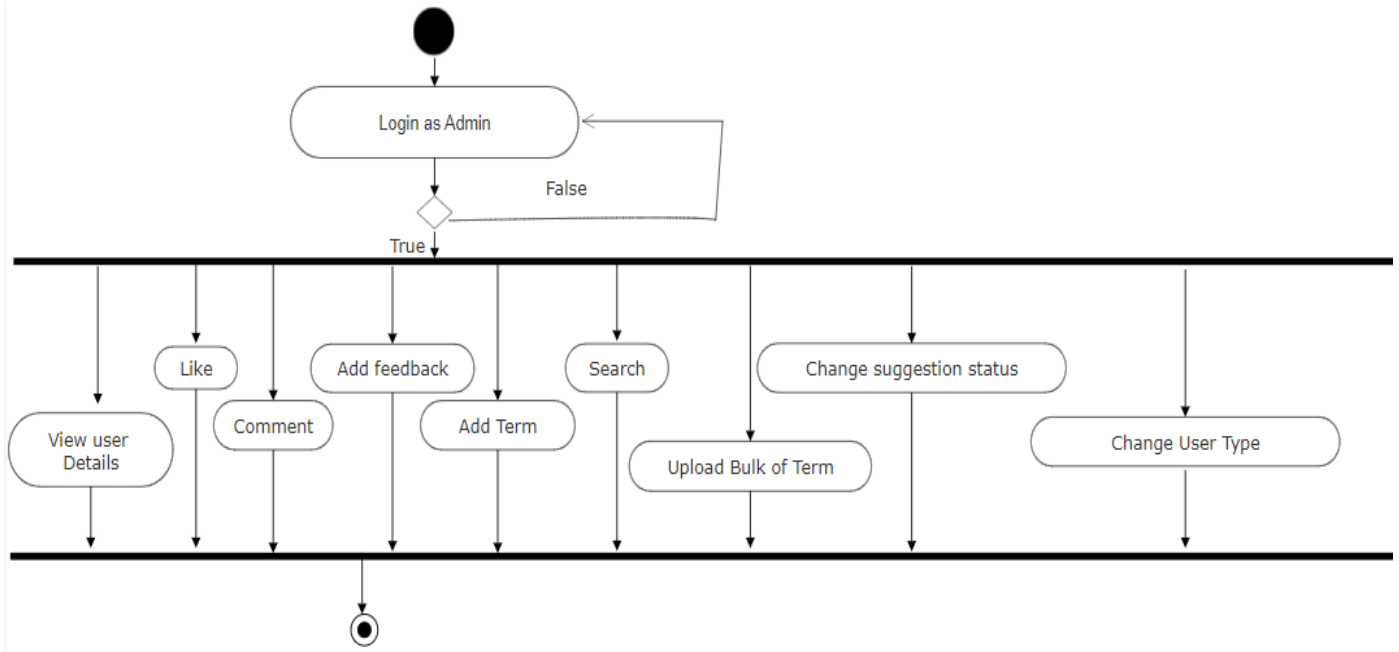 Login as Admin
False
True
Like
Add feedback
Search
Change suggestion status
Comment
Add Term
View user
Details
Upload Bulk of Term
Change User Type